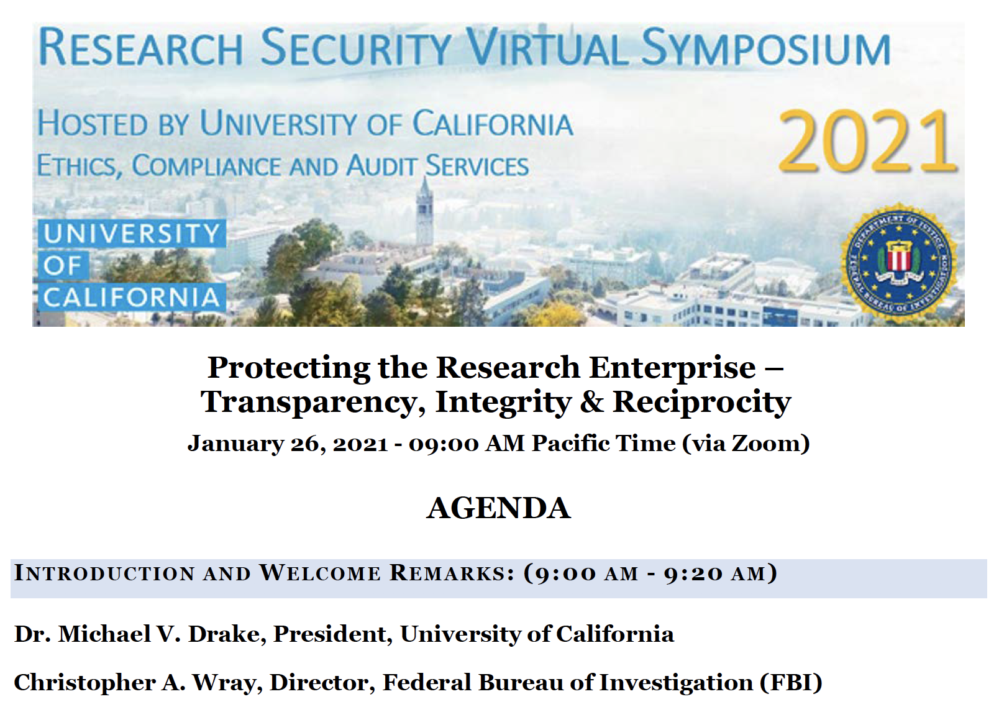 RESEARCH SECURITY VIRTUAL SYMPOSIUM
HOSTED BY UNIVERSITY OF CALIFORNIA
2021
ETHICS, COMPLIANCE AND AUDIT SERVICES
UNIVERSITY
OF
CALIFORNIA
DEPARTMENT OF JUSTICE
FEDERAL BUREAU OF INVESTIGATION
Protecting the Research Enterprise –
Transparency, Integrity & Reciprocity
January 26, 2021 - 09:00 AM Pacific Time (via Zoom)
AGENDA
INTRODUCTION AND WELCOME REMARKS: (9:00 AM - 9:20 AM)
Dr. Michael V. Drake, President, University of California
Christopher A. Wray, Director, Federal Bureau of Investigation (FBI)